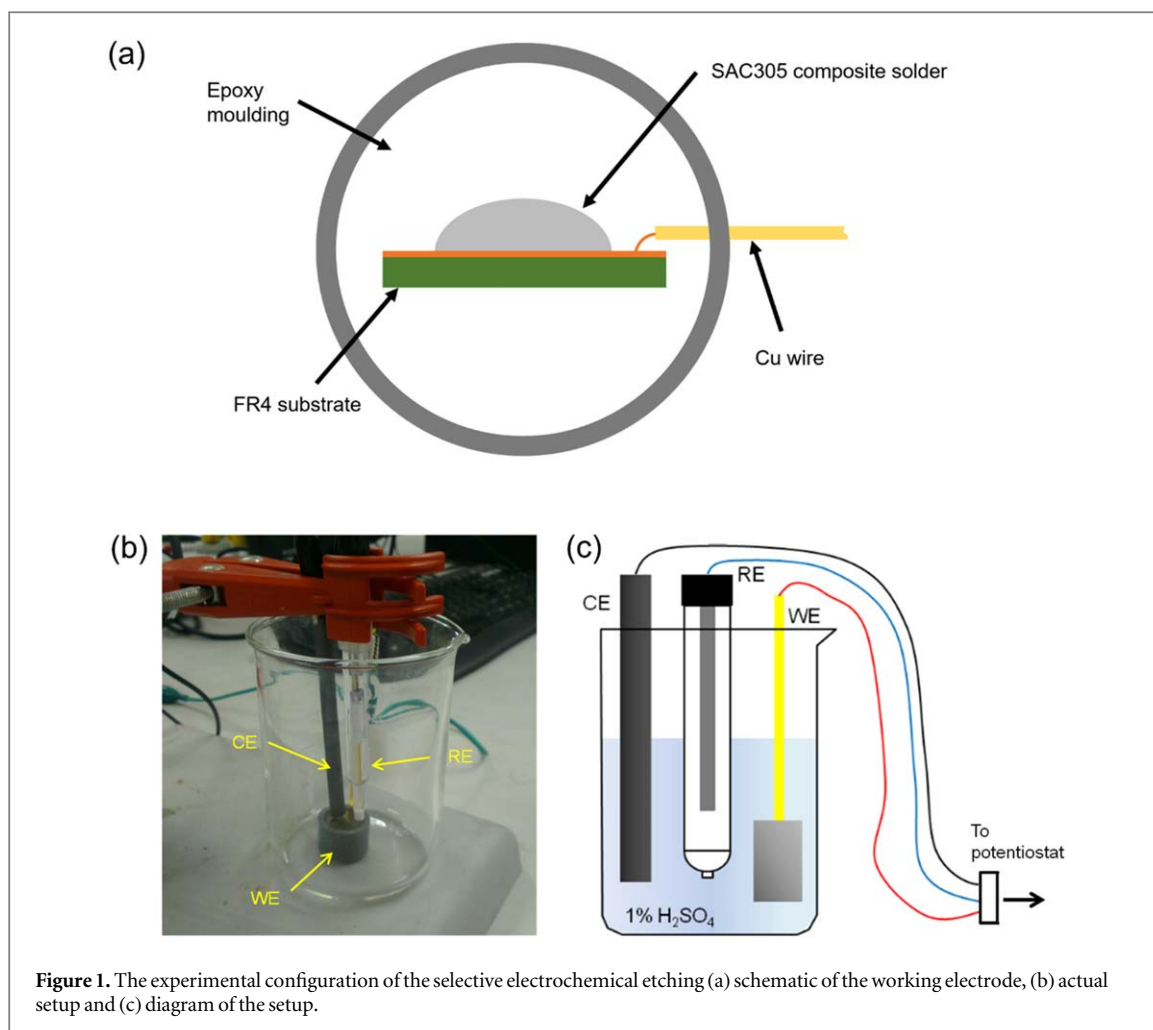 (a)
SAC305 composite solder
Epoxy
moulding
Cu wire
FR4 substrate
(b)
CE
RE
WE
(c)
RE
CE
WE
To
potentiostat
1% H₂SO₄
Figure 1. The experimental configuration of the selective electrochemical etching (a) schematic of the working electrode, (b) actual
setup and (c) diagram of the setup.